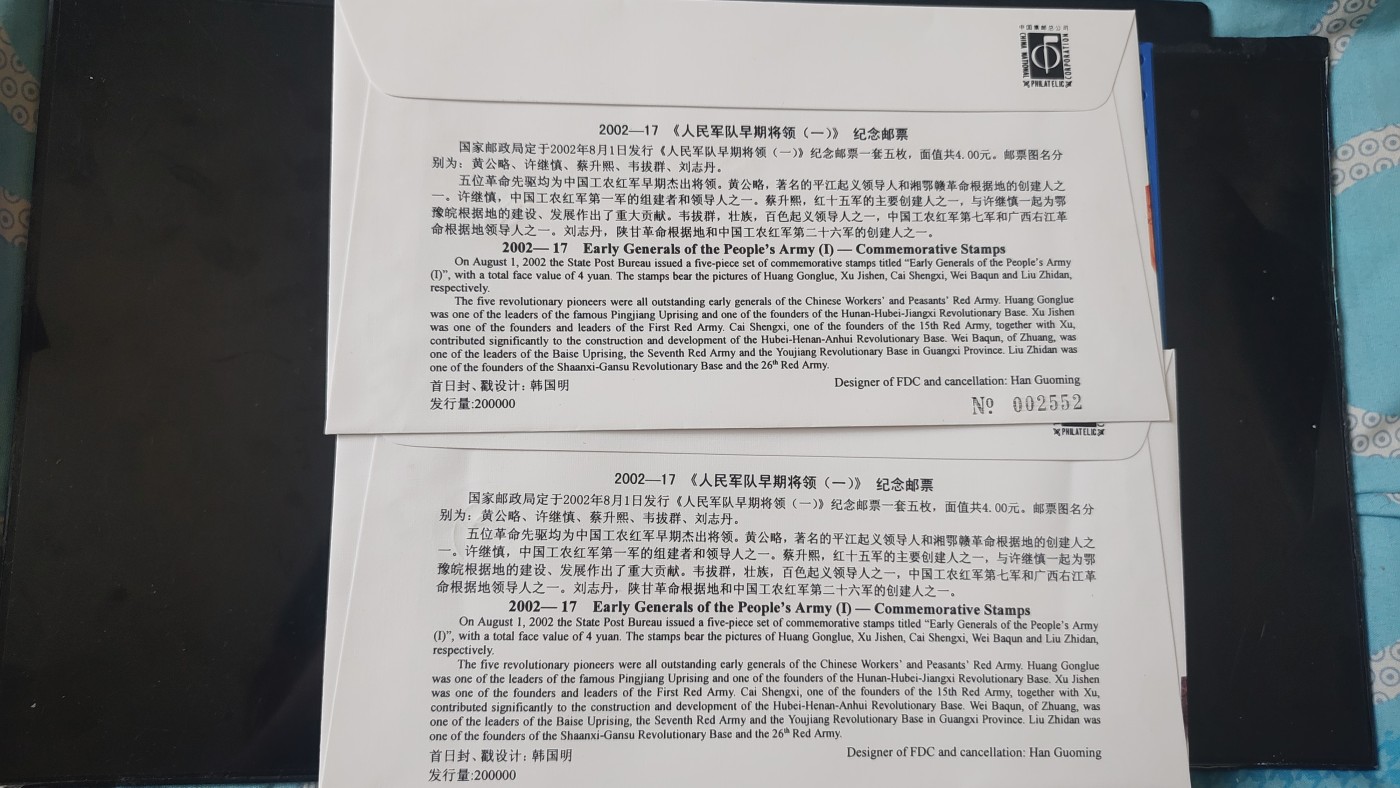 中国集邮总公司
CHINA NATIONAL
PHILATELIC
CORPORATION
2002—17 《人民军队早期将领（一）》 纪念邮票
国家邮政局定于2002年8月1日发行《人民军队早期将领（一）》纪念邮票一套五枚，面值共4.00元。邮票图名分
别为：黄公略、许继慎、蔡升熙、韦拔群、刘志丹。
五位革命先驱均为中国工农红军早期杰出将领。黄公略，著名的平江起义领导人和湘鄂赣革命根据地的创建人之
一。许继慎，中国工农红军第一军的组建者和领导人之一。蔡升熙，红十五军的主要创建人之一，与许继慎一起为鄂
豫皖根据地的建设、发展作出了重大贡献。韦拔群，壮族，百色起义领导人之一，中国工农红军第七军和广西右江革
命根据地领导人之一。刘志丹，陕甘革命根据地和中国工农红军第二十六军的创建人之一。
2002— 17 Early Generals of the People's Army (I) — Commemorative Stamps
On August 1, 2002 the State Post Bureau issued a five-piece set of commemorative stamps titled “Early Generals of the People's Army
(I)”, with a total face value of 4 yuan. The stamps bear the pictures of Huang Gonglue, Xu Jishen, Cai Shengxi, Wei Baqun and Liu Zhidan,
respectively.
The five revolutionary pioneers were all outstanding early generals of the Chinese Workers' and Peasants' Red Army. Huang Gonglue
was one of the leaders of the famous Pingjiang Uprising and one of the founders of the Hunan-Hubei-Jiangxi Revolutionary Base. Xu Jishen
was one of the founders and leaders of the First Red Army. Cai Shengxi, one of the founders of the 15th Red Army, together with Xu,
contributed significantly to the construction and development of the Hubei-Henan-Anhui Revolutionary Base. Wei Baqun, of Zhuang, was
one of the leaders of the Baise Uprising, the Seventh Red Army and the Youjiang Revolutionary Base in Guangxi Province. Liu Zhidan was
one of the founders of the Shaanxi-Gansu Revolutionary Base and the 26th Red Army.
首日封、戳设计：韩国明 Designer of FDC and cancellation: Han Guoming
发行量:200000 № 002552
PHILATELIC
2002—17 《人民军队早期将领（一）》 纪念邮票
国家邮政局定于2002年8月1日发行《人民军队早期将领（一）》纪念邮票一套五枚，面值共4.00元。邮票图名分
别为：黄公略、许继慎、蔡升熙、韦拔群、刘志丹。
五位革命先驱均为中国工农红军早期杰出将领。黄公略，著名的平江起义领导人和湘鄂赣革命根据地的创建人之
一。许继慎，中国工农红军第一军的组建者和领导人之一。蔡升熙，红十五军的主要创建人之一，与许继慎一起为鄂
豫皖根据地的建设、发展作出了重大贡献。韦拔群，壮族，百色起义领导人之一，中国工农红军第七军和广西右江革
命根据地领导人之一。刘志丹，陕甘革命根据地和中国工农红军第二十六军的创建人之一。
2002— 17 Early Generals of the People's Army (I) — Commemorative Stamps
On August 1, 2002 the State Post Bureau issued a five-piece set of commemorative stamps titled “Early Generals of the People's Army
(I)”, with a total face value of 4 yuan. The stamps bear the pictures of Huang Gonglue, Xu Jishen, Cai Shengxi, Wei Baqun and Liu Zhidan,
respectively.
The five revolutionary pioneers were all outstanding early generals of the Chinese Workers' and Peasants' Red Army. Huang Gonglue
was one of the leaders of the famous Pingjiang Uprising and one of the founders of the Hunan-Hubei-Jiangxi Revolutionary Base. Xu Jishen
was one of the founders and leaders of the First Red Army. Cai Shengxi, one of the founders of the 15th Red Army, together with Xu,
contributed significantly to the construction and development of the Hubei-Henan-Anhui Revolutionary Base. Wei Baqun, of Zhuang, was
one of the leaders of the Baise Uprising, the Seventh Red Army and the Youjiang Revolutionary Base in Guangxi Province. Liu Zhidan was
one of the founders of the Shaanxi-Gansu Revolutionary Base and the 26th Red Army.
首日封、戳设计：韩国明 Designer of FDC and cancellation: Han Guoming
发行量:200000